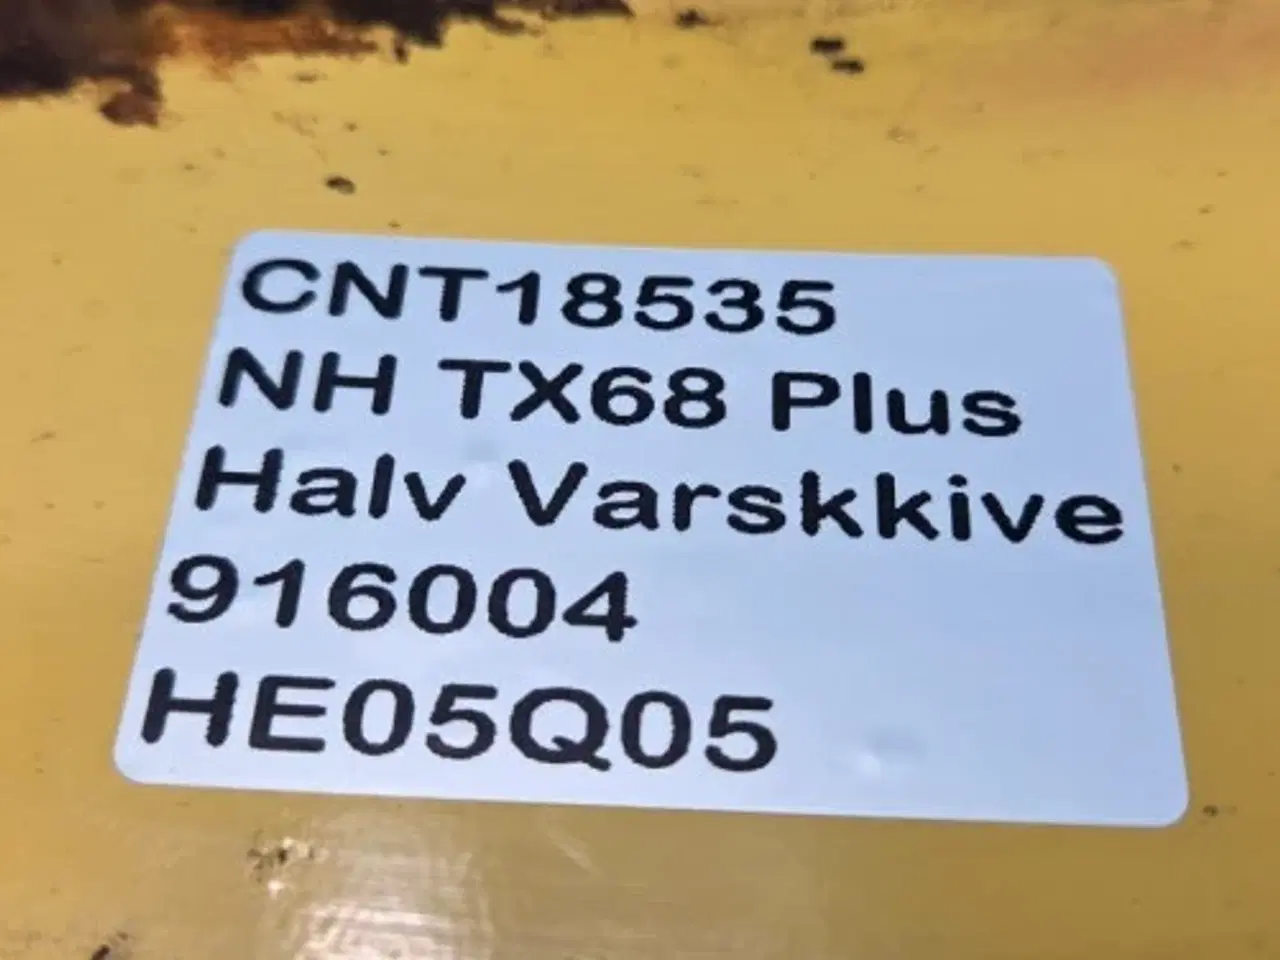 CNT18535
NH TX68 Plus
Halv Varskkive
916004
HE05Q05